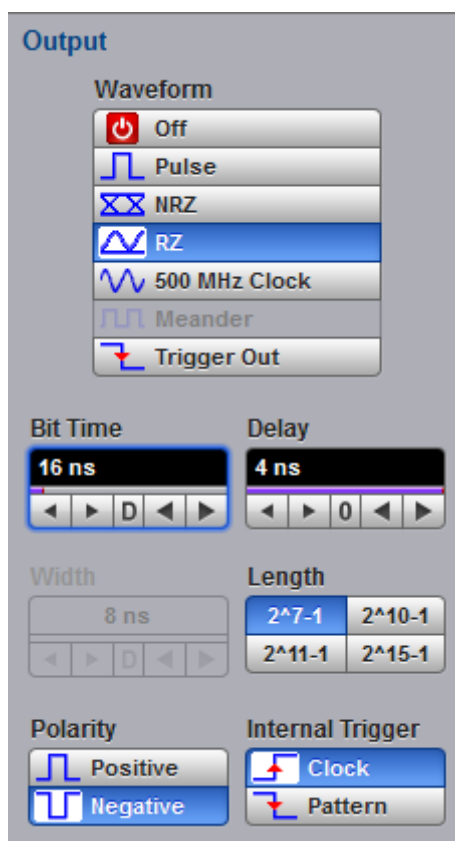 Output
Waveform
Off
Pulse
NRZ
RZ
500 MHz Clock
Meander
Trigger Out
Bit Time Delay
16 ns 4 ns
D 0
Width Length
8 ns 2^7-1 2^10-1
D 2^11-1 2^15-1
Polarity Internal Trigger
Positive Clock
Negative Pattern